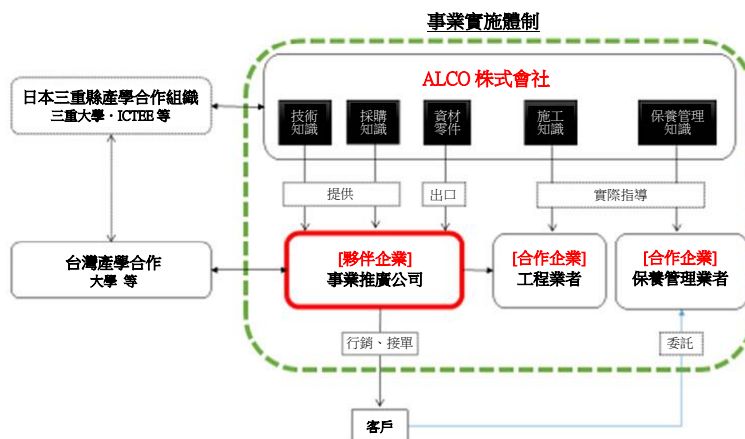 事業實施體制
ALCO 株式會社
日本三重縣產學合作組織
三重大學・ICTEE 等
技術
知識
採購
知識
資材
零件
施工
知識
保養管理
知識
提供
出口
實際指導
台灣產學合作
大學 等
[夥伴企業]
事業推廣公司
[合作企業]
工程業者
[合作企業]
保養管理業者
行銷、接單
委託
客戶